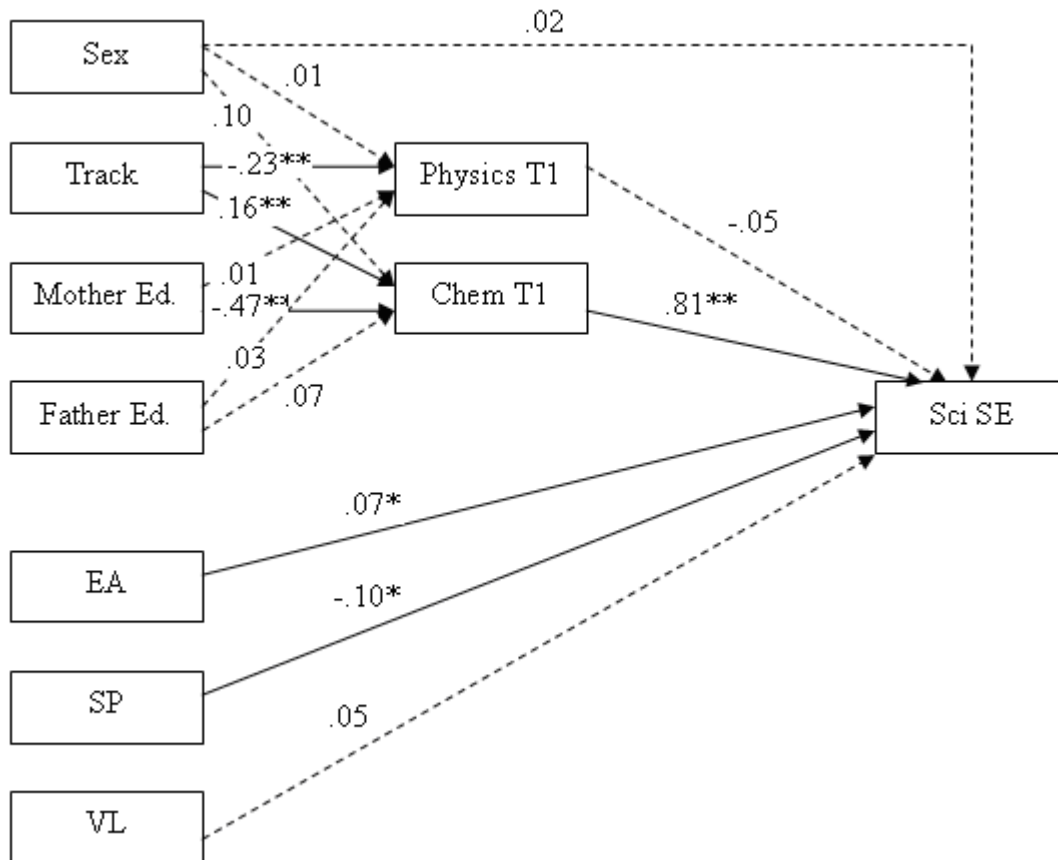 .02
Sex
.01
.10
Track
-.23**
Physics T1
.16**
-.05
Mother Ed.
.01
Chem T1
-.47**
.81**
.03
Father Ed.
.07
Sci SE
.07*
EA
-.10*
SP
.05
VL